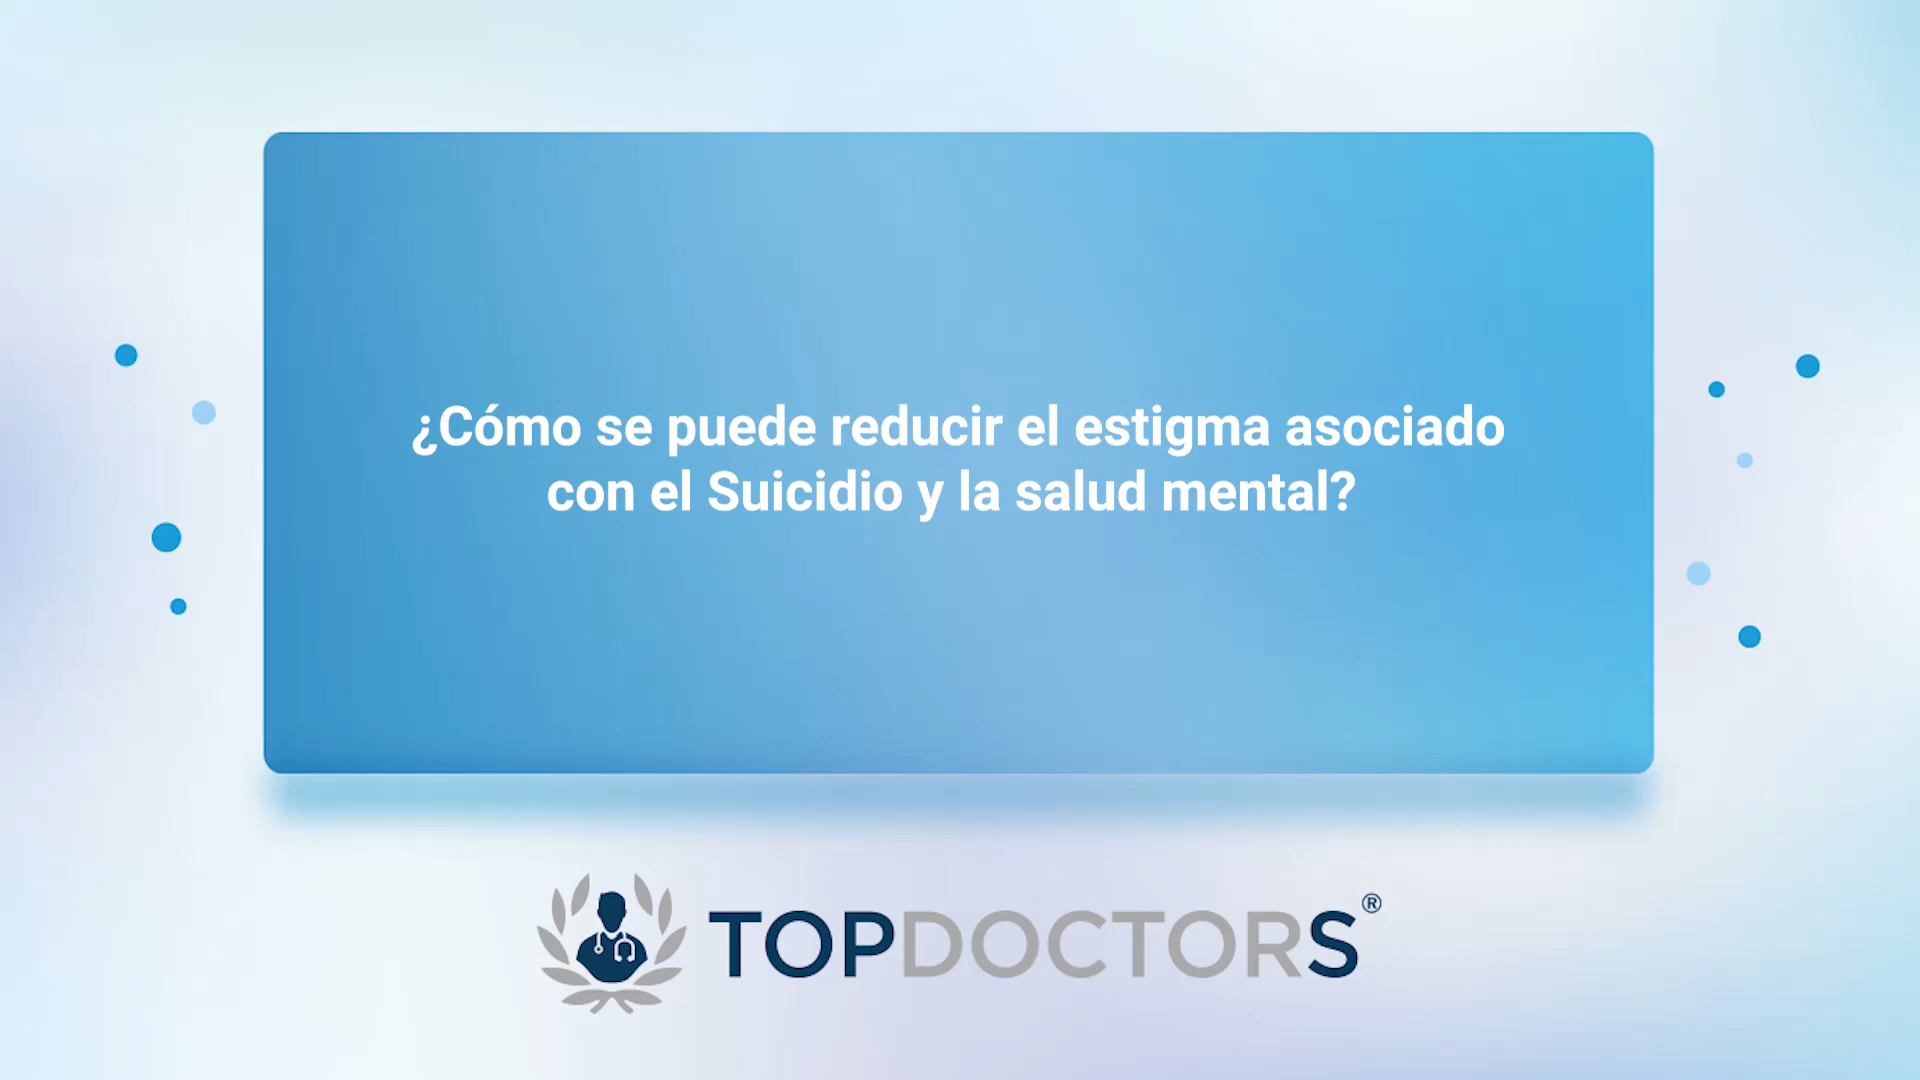 ¿Cómo se puede reducir el estigma asociado
con el Suicidio y la salud mental?
TOPDOCTORS®